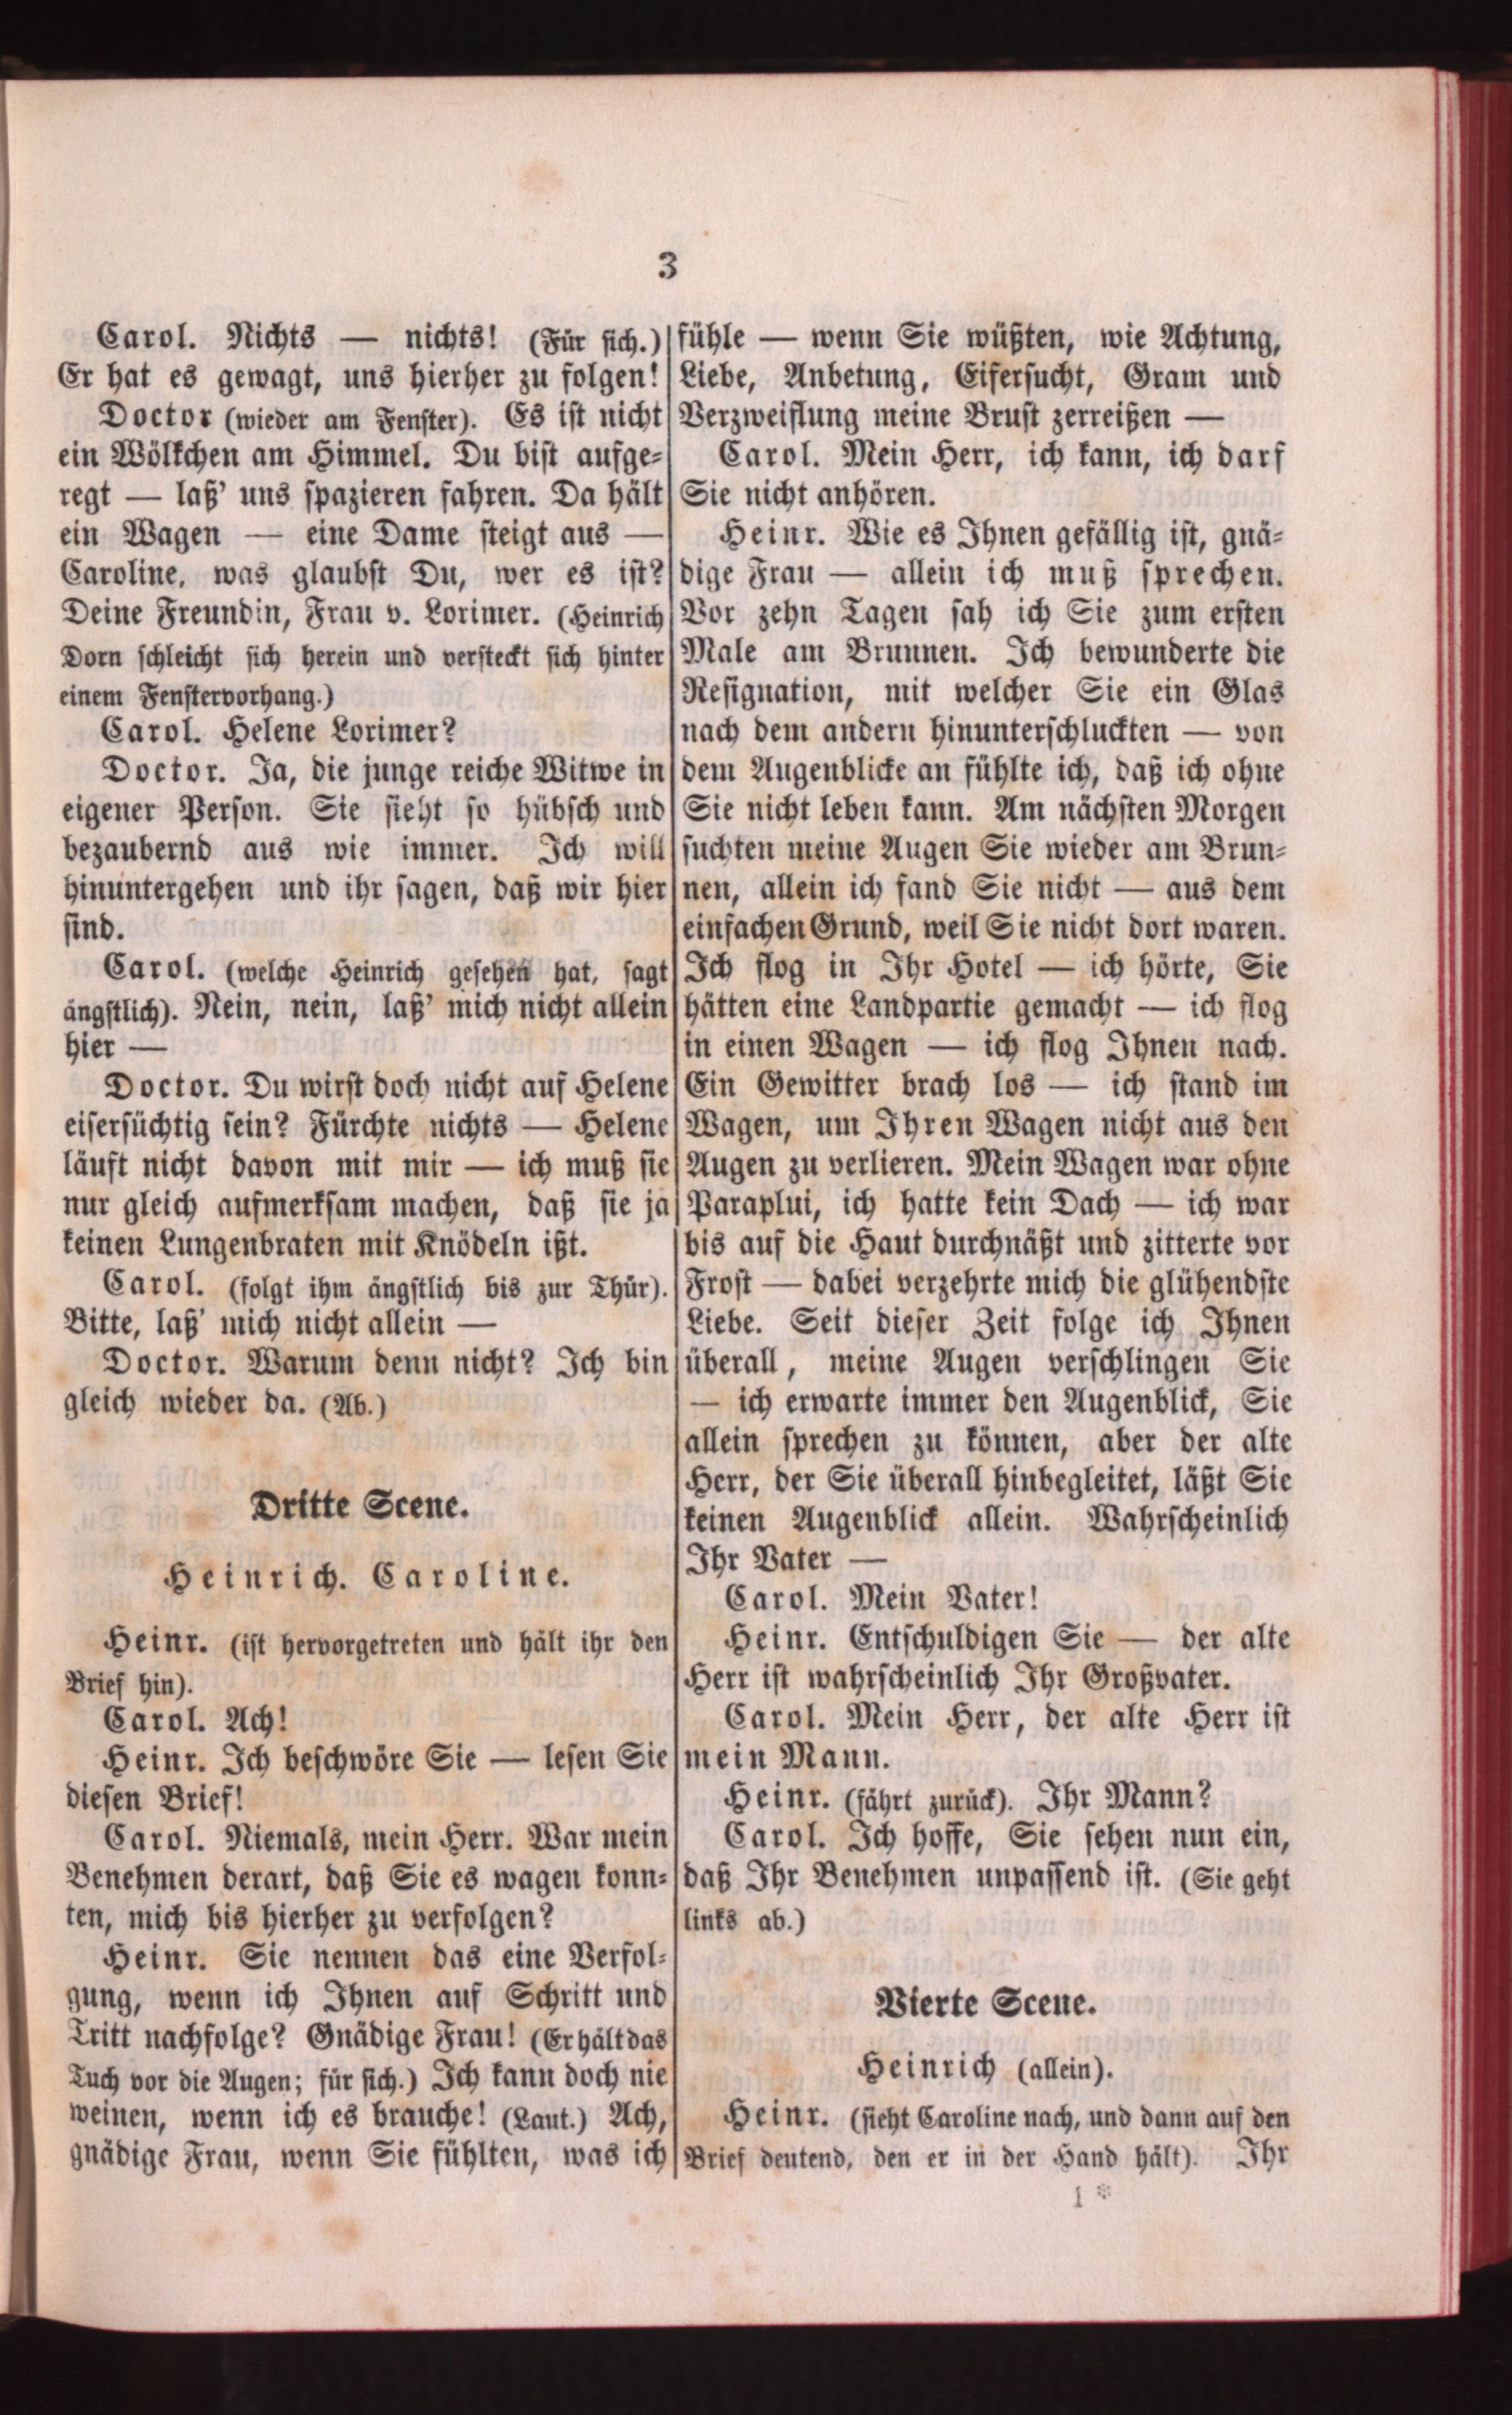 3
Carol. Nichts — nichts! (Für sich.)
Er hat es gewagt, uns hierher zu folgen!
Doctor (wieder am Fenster). Es ist nicht
ein Wölkchen am Himmel. Du bist aufge-
regt — laß' uns spazieren fahren. Da hält
ein Wagen — eine Dame steigt aus —
Caroline, was glaubst Du, wer es ist?
Deine Freundin, Frau v. Lorimer. (Heinrich
Dorn schleicht sich herein und versteckt sich hinter
einem Fenstervorhang.)
Carol. Helene Lorimer?
Doctor. Ja, die junge reiche Witwe in
eigener Person. Sie sieht so hübsch und
bezaubernd aus wie immer. Ich will
hinuntergehen und ihr sagen, daß wir hier
sind.
Carol. (welche Heinrich gesehen hat, sagt
ängstlich). Nein, nein, laß' mich nicht allein
hier —
Doctor. Du wirst doch nicht auf Helene
eifersüchtig sein? Fürchte nichts — Helene
läuft nicht davon mit mir — ich muß sie
nur gleich aufmerksam machen, daß sie ja
keinen Lungenbraten mit Knödeln ißt.
Carol. (folgt ihm ängstlich bis zur Thür).
Bitte, laß' mich nicht allein —
Doctor. Warum denn nicht? Ich bin
gleich wieder da. (Ab.)
Dritte Scene.
Heinrich. Caroline.
Heinr. (ist hervorgetreten und hält ihr den
Brief hin).
Carol. Ach!
Heinr. Ich beschwöre Sie — lesen Sie
diesen Brief!
Carol. Niemals, mein Herr. War mein
Benehmen derart, daß Sie es wagen konn-
ten, mich bis hierher zu verfolgen?
Heinr. Sie nennen das eine Verfol-
gung, wenn ich Ihnen auf Schritt und
Tritt nachfolge? Gnädige Frau! (Er hält das
Tuch vor die Augen; für sich.) Ich kann doch nie
weinen, wenn ich es brauche! (Laut.) Ach,
gnädige Frau, wenn Sie fühlten, was ich
fühle — wenn Sie wüßten, wie Achtung,
Liebe, Anbetung, Eifersucht, Gram und
Verzweiflung meine Brust zerreißen —
Carol. Mein Herr, ich kann, ich darf
Sie nicht anhören.
Heinr. Wie es Ihnen gefällig ist, gnä-
dige Frau — allein ich muß sprechen.
Vor zehn Tagen sah ich Sie zum ersten
Male am Brunnen. Ich bewunderte die
Resignation, mit welcher Sie ein Glas
nach dem andern hinunterschluckten — von
dem Augenblicke an fühlte ich, daß ich ohne
Sie nicht leben kann. Am nächsten Morgen
suchten meine Augen Sie wieder am Brun-
nen, allein ich fand Sie nicht — aus dem
einfachen Grund, weil Sie nicht dort waren.
Ich flog in Ihr Hotel — ich hörte, Sie
hätten eine Landpartie gemacht — ich flog
in einen Wagen — ich flog Ihnen nach.
Ein Gewitter brach los — ich stand im
Wagen, um Ihren Wagen nicht aus den
Augen zu verlieren. Mein Wagen war ohne
Paraplui, ich hatte kein Dach — ich war
bis auf die Haut durchnäßt und zitterte vor
Frost — dabei verzehrte mich die glühendste
Liebe. Seit dieser Zeit folge ich Ihnen
überall, meine Augen verschlingen Sie
— ich erwarte immer den Augenblick, Sie
allein sprechen zu können, aber der alte
Herr, der Sie überall hinbegleitet, läßt Sie
keinen Augenblick allein. Wahrscheinlich
Ihr Vater —
Carol. Mein Vater!
Heinr. Entschuldigen Sie — der alte
Herr ist wahrscheinlich Ihr Großvater.
Carol. Mein Herr, der alte Herr ist
mein Mann.
Heinr. (fährt zurück). Ihr Mann?
Carol. Ich hoffe, Sie sehen nun ein,
daß Ihr Benehmen unpassend ist. (Sie geht
links ab.)
Vierte Scene.
Heinrich (allein).
Heinr. (sieht Caroline nach, und dann auf den
Brief deutend, den er in der Hand hält). Ihr
1*